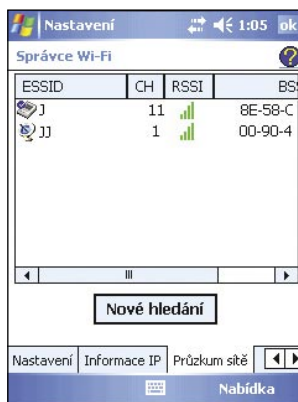 Nastavení 1:05 ok
Správce Wi-Fi
ESSID CH RSSI BSS
J 11 8E-58-C
JJ 1 00-90-4
Nové hledání
Nastavení Informace IP Průzkum sítě
Nabídka